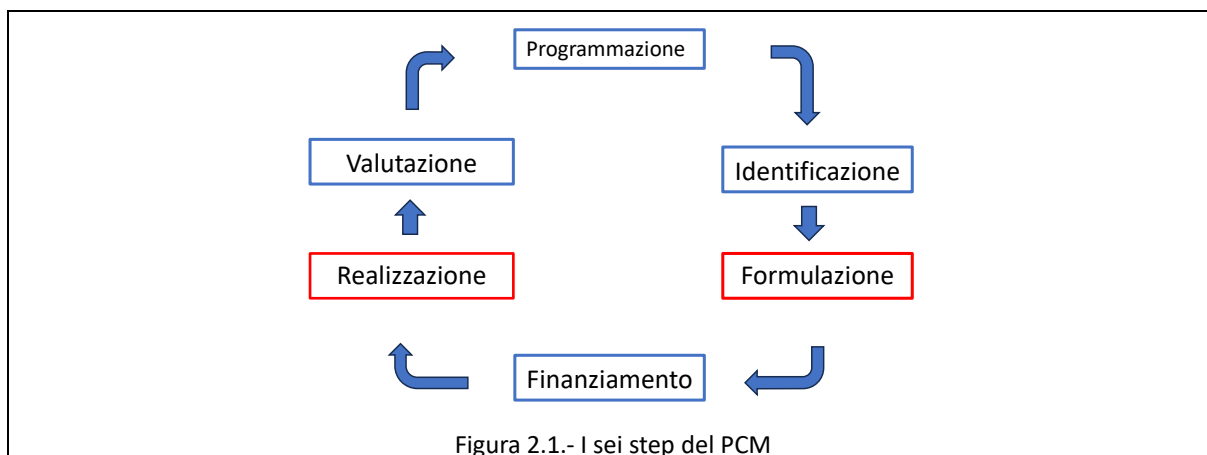 Programmazione
Valutazione
Identificazione
Realizzazione
Formulazione
Finanziamento
Figura 2.1.- I sei step del PCM